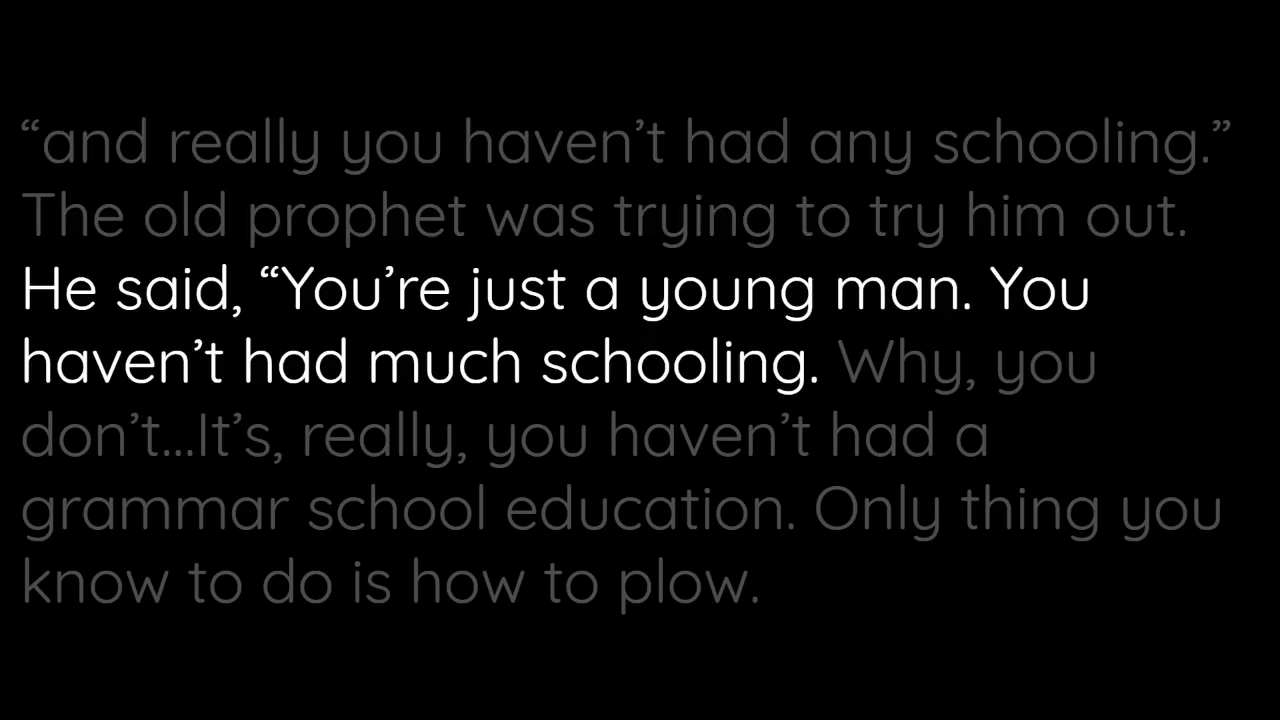 “and really you haven’t had any schooling.”
The old prophet was trying to try him out.
He said, “You’re just a young man. You
haven’t had much schooling. Why, you
don’t...It’s, really, you haven’t had a
grammar school education. Only thing you
know to do is how to plow.